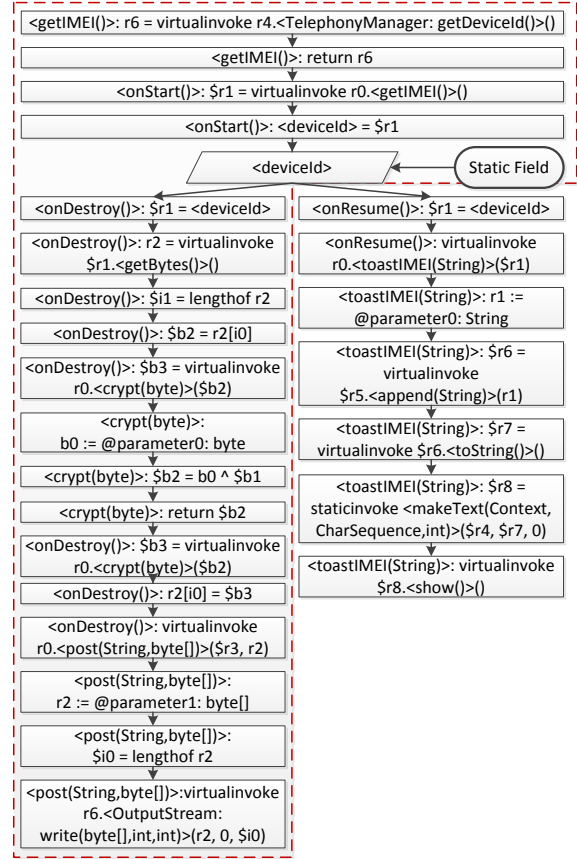 <getIMEI()>: r6 = virtualinvoke r4.<TelephonyManager: getDeviceId()>()
<getIMEI()>: return r6
<onStart()>: $r1 = virtualinvoke r0.<getIMEI>()
<onStart()>: <deviceId> = $r1
<deviceId>
Static Field
<onDestroy()>: $r1 = <deviceId>
<onDestroy()>: r2 = virtualinvoke
$r1.<getBytes()>()
<onDestroy()>: $i1 = lengthof r2
<onDestroy()>: $b2 = r2[i0]
<onDestroy()>: $b3 = virtualinvoke
r0.<crypt(byte)>($b2)
<crypt(byte)>:
b0 := @parameter0: byte
<crypt(byte)>: $b2 = b0 ^ $b1
<crypt(byte)>: return $b2
<onDestroy()>: $b3 = virtualinvoke
r0.<crypt(byte)>($b2)
<onDestroy()>: r2[i0] = $b3
<onDestroy()>: virtualinvoke
r0.<post(String,byte[])>($r3, r2)
<post(String,byte[])>:
r2 := @parameter1: byte[]
<post(String,byte[])>:
$i0 = lengthof r2
<post(String,byte[])>:virtualinvoke
r6.<OutputStream:
write(byte[],int,int)>(r2, 0, $i0)
<onResume()>: $r1 = <deviceId>
<onResume()>: virtualinvoke
r0.<toastIMEI(String)>($r1)
<toastIMEI(String)>: r1 :=
@parameter0: String
<toastIMEI(String)>: $r6 =
virtualinvoke
$r5.<append(String)>(r1)
<toastIMEI(String)>: $r7 =
virtualinvoke $r6.<toString()>()
<toastIMEI(String)>: $r8 =
staticinvoke <makeText(Context,
CharSequence,int)>($r4, $r7, 0)
<toastIMEI(String)>: virtualinvoke
$r8.<show()>()